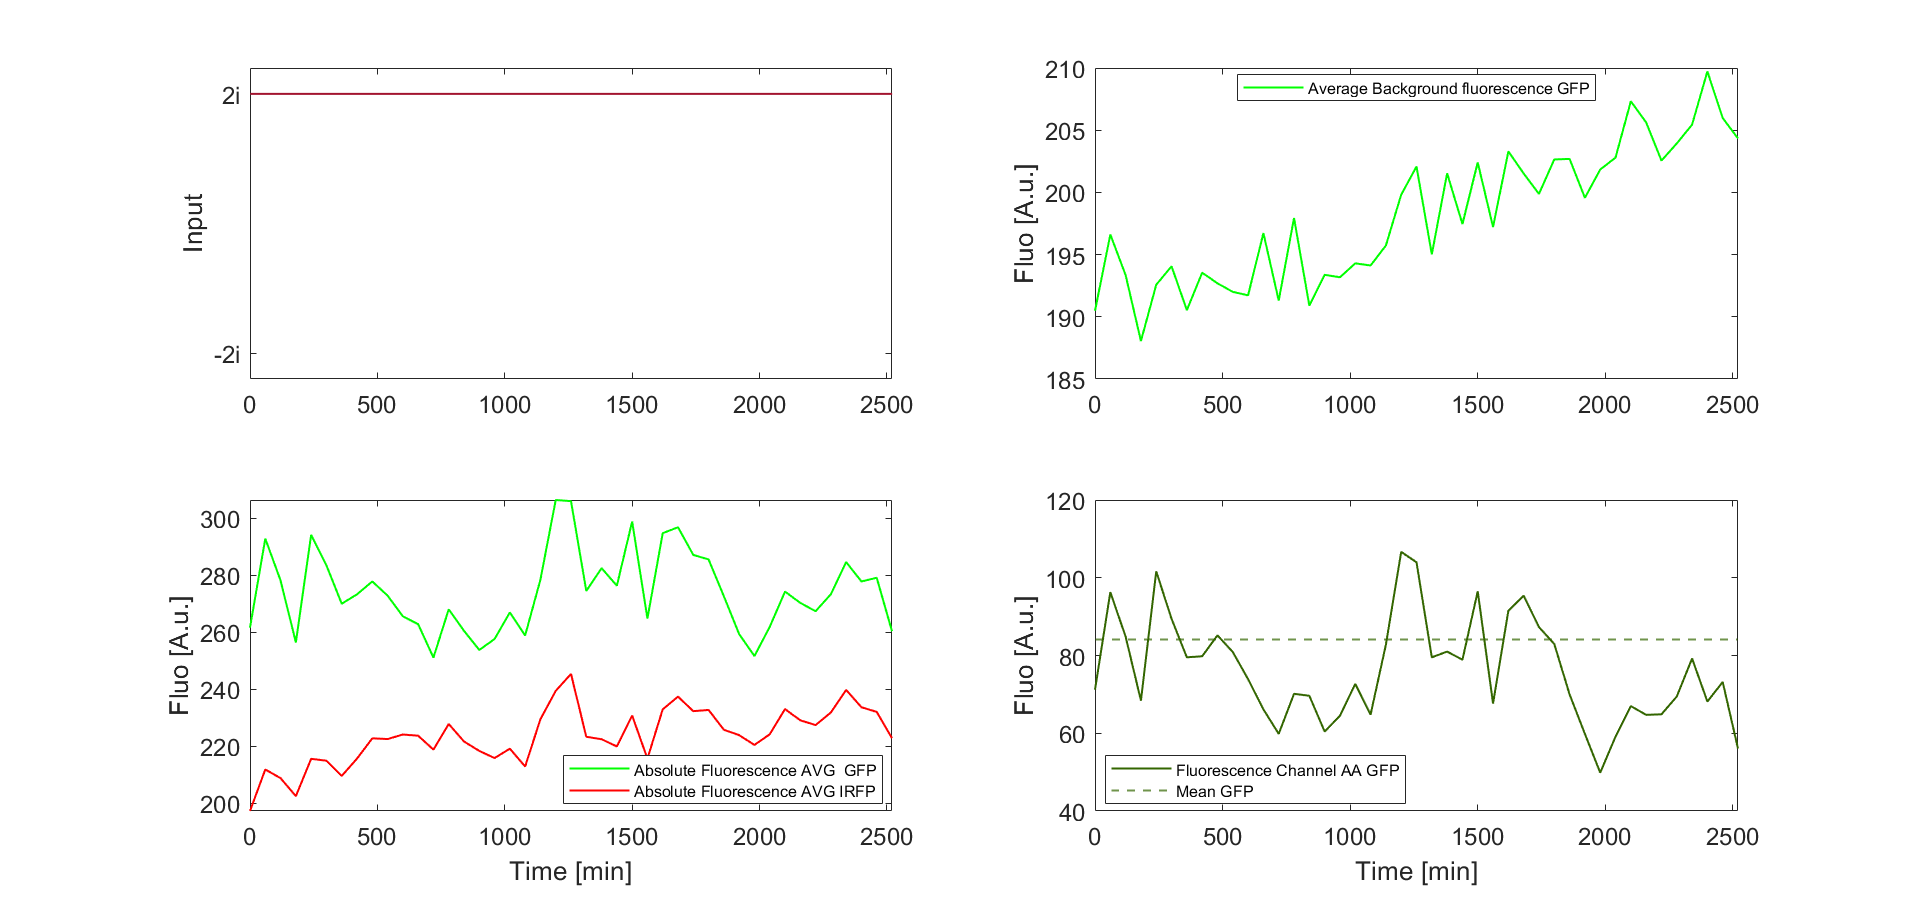 2i
-2i
Input
0 500 1000 1500 2000 2500
210
205
200
195
190
185
Fluo [A.u.]
Average Background fluorescence GFP
0 500 1000 1500 2000 2500
300
280
260
240
220
200
Fluo [A.u.]
Absolute Fluorescence AVG  GFP
Absolute Fluorescence AVG IRFP
0 500 1000 1500 2000 2500
Time [min]
120
100
80
60
40
Fluo [A.u.]
Fluorescence Channel AA GFP
Mean GFP
0 500 1000 1500 2000 2500
Time [min]